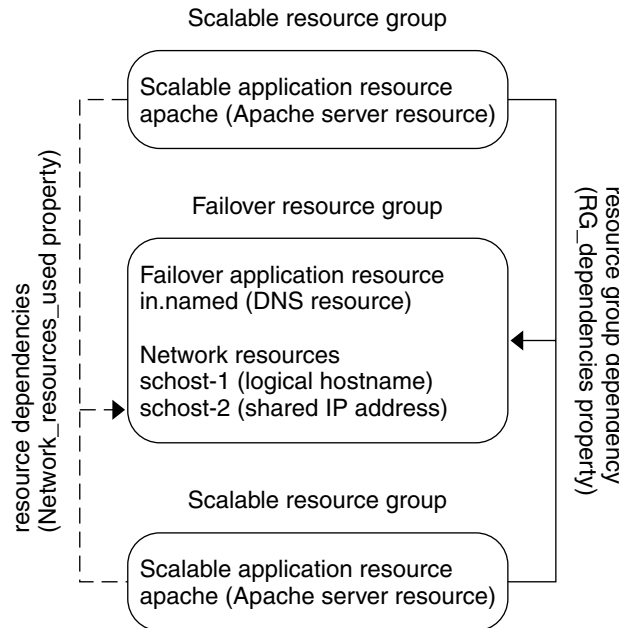 Scalable resource group
Scalable application resource
apache (Apache server resource)
Failover resource group
Failover application resource
in.named (DNS resource)
Network resources
schost-1 (logical hostname)
schost-2 (shared IP address)
Scalable resource group
Scalable application resource
apache (Apache server resource)
resource dependencies
(Network_resources_used property)
resource group dependency
(RG_dependencies property)